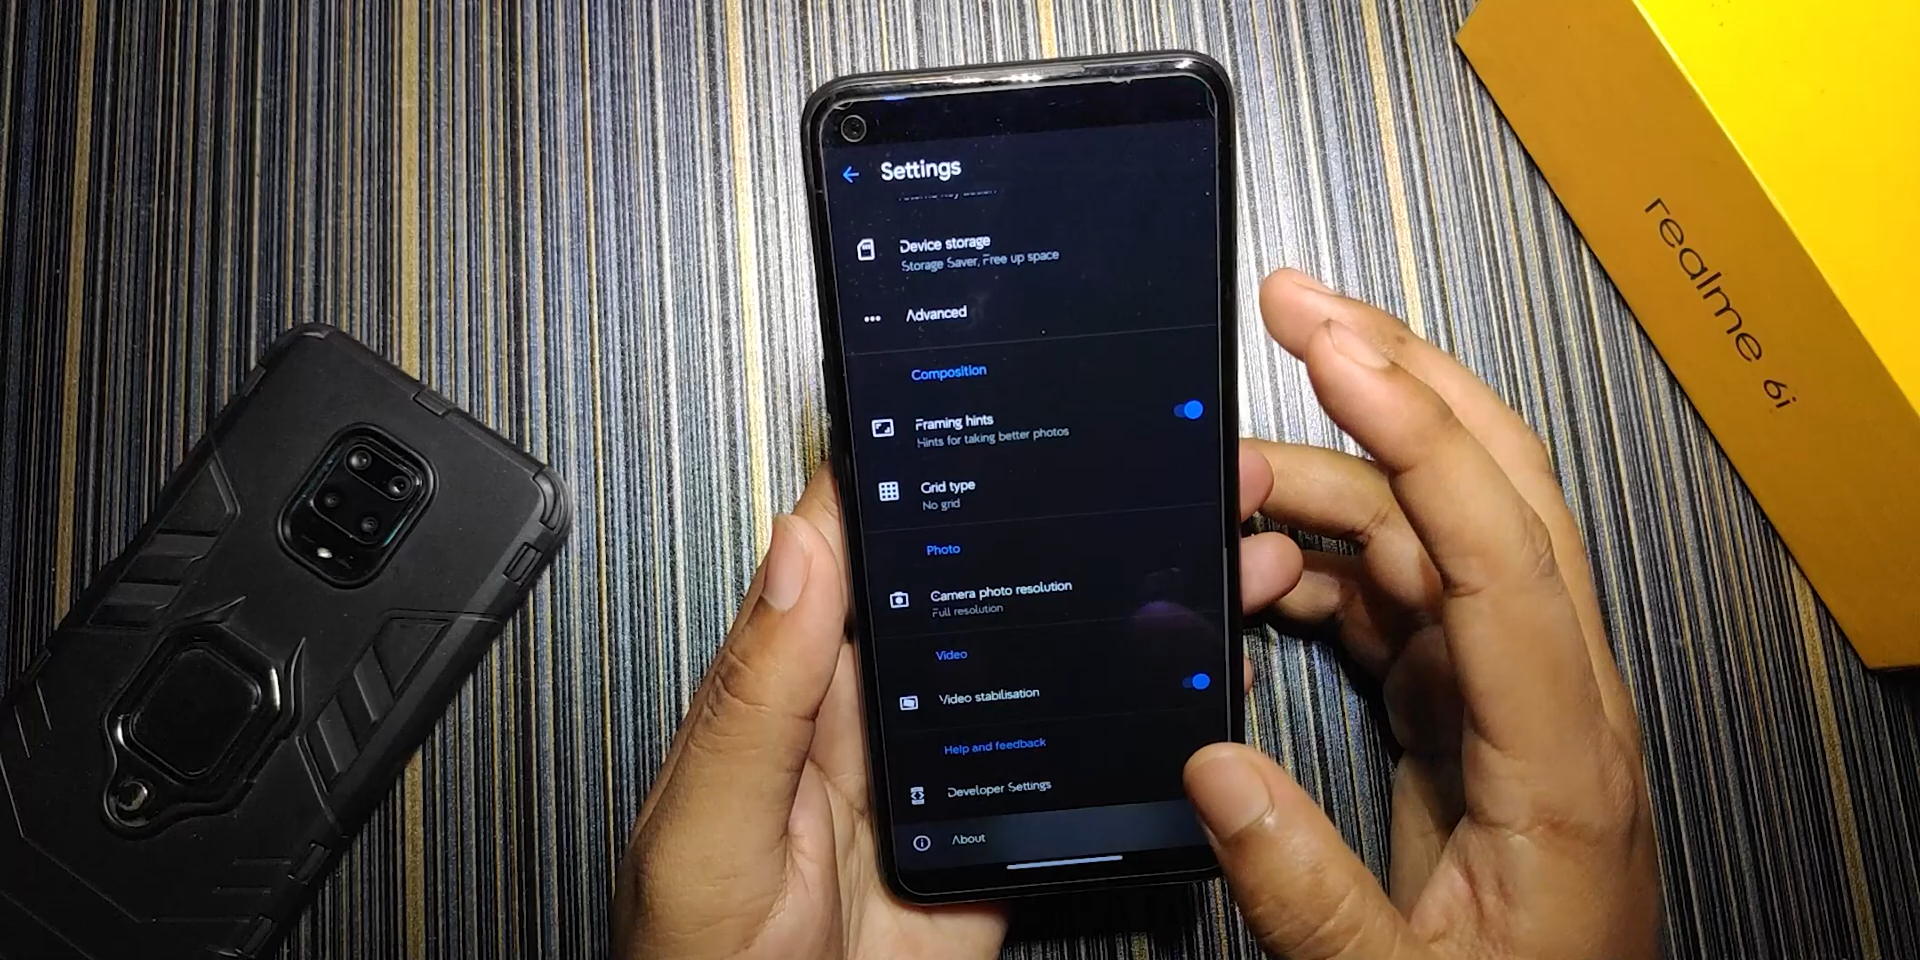 Settings
Device storage
Storage Saver, Free up space
Advanced
Composition
Framing hints
Hints for taking better photos
Grid type
No grid
Photo
Camera photo resolution
Full resolution
Video
Video stabilisation
Help and feedback
Developer Settings
About
realme 6i